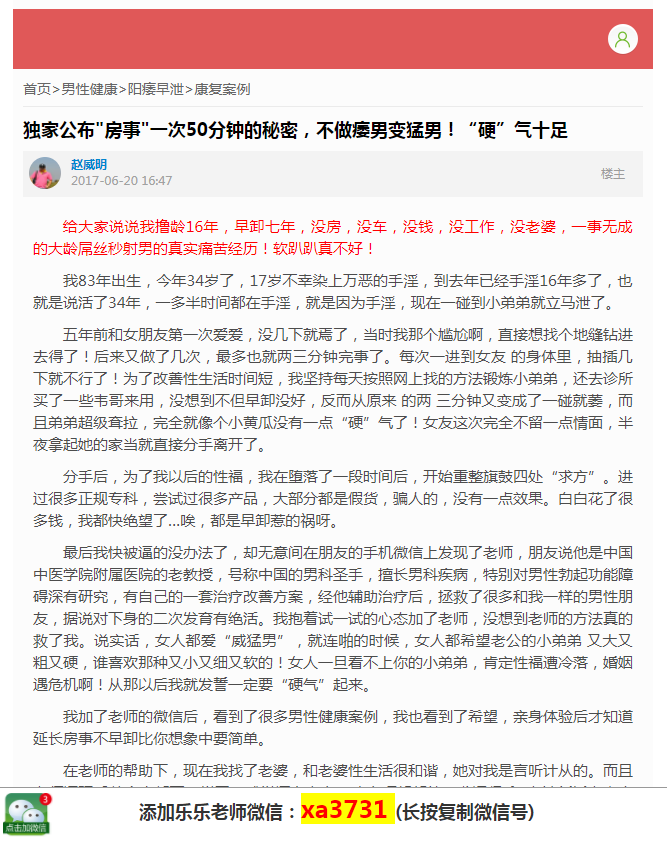 首页>男性健康>阳痿早泄>康复案例
独家公布"房事"一次50分钟的秘密，不做痿男变猛男！“硬”气十足
赵威明
2017-06-20 16:47
楼主
给大家说说我撸龄16年，早卸七年，没房，没车，没钱，没工作，没老婆，一事无成
的大龄屌丝秒射男的真实痛苦经历！软趴趴真不好！
我83年出生，今年34岁了，17岁不幸染上万恶的手淫，到去年已经手淫16年多了，也
就是说活了34年，一多半时间都在手淫，就是因为手淫，现在一碰到小弟弟就立马泄了。
五年前和女朋友第一次爱爱，没几下就焉了，当时我那个尴尬啊，直接想找个地缝钻进
去得了！后来又做了几次，最多也就两三分钟完事了。每次一进到女友 的身体里，抽插几
下就不行了！为了改善性生活时间短，我坚持每天按照网上找的方法锻炼小弟弟，还去诊所
买了一些韦哥来用，没想到不但早卸没好，反而从原来 的两 三分钟又变成了一碰就萎，而
且弟弟超级耷拉，完全就像个小黄瓜没有一点“硬”气了！女友这次完全不留一点情面，半
夜拿起她的家当就直接分手离开了。
分手后，为了我以后的性福，我在堕落了一段时间后，开始重整旗鼓四处“求方”。进
过很多正规专科，尝试过很多产品，大部分都是假货，骗人的，没有一点效果。白白花了很
多钱，我都快绝望了...唉，都是早卸惹的祸呀。
最后我快被逼的没办法了，却无意间在朋友的手机微信上发现了老师，朋友说他是中国
中医学院附属医院的老教授，号称中国的男科圣手，擅长男科疾病，特别对男性勃起功能障
碍深有研究，有自己的一套治疗改善方案，经他辅助治疗后，拯救了很多和我一样的男性朋
友，据说对下身的二次发育有绝活。我抱着试一试的心态加了老师，没想到老师的方法真的
救了我。说实话，女人都爱“威猛男”，就连啪的时候，女人都希望老公的小弟弟 又大又
粗又硬，谁喜欢那种又小又细又软的！女人一旦看不上你的小弟弟，肯定性福遭冷落，婚姻
遇危机啊！从那以后我就发誓一定要“硬气”起来。
我加了老师的微信后，看到了很多男性健康案例，我也看到了希望，亲身体验后才知道
延长房事不早卸比你想象中要简单。
在老师的帮助下，现在我找了老婆，和老婆性生活很和谐，她对我是言听计从的。而且
3
点击加微信
添加乐乐老师微信：xa3731 (长按复制微信号)